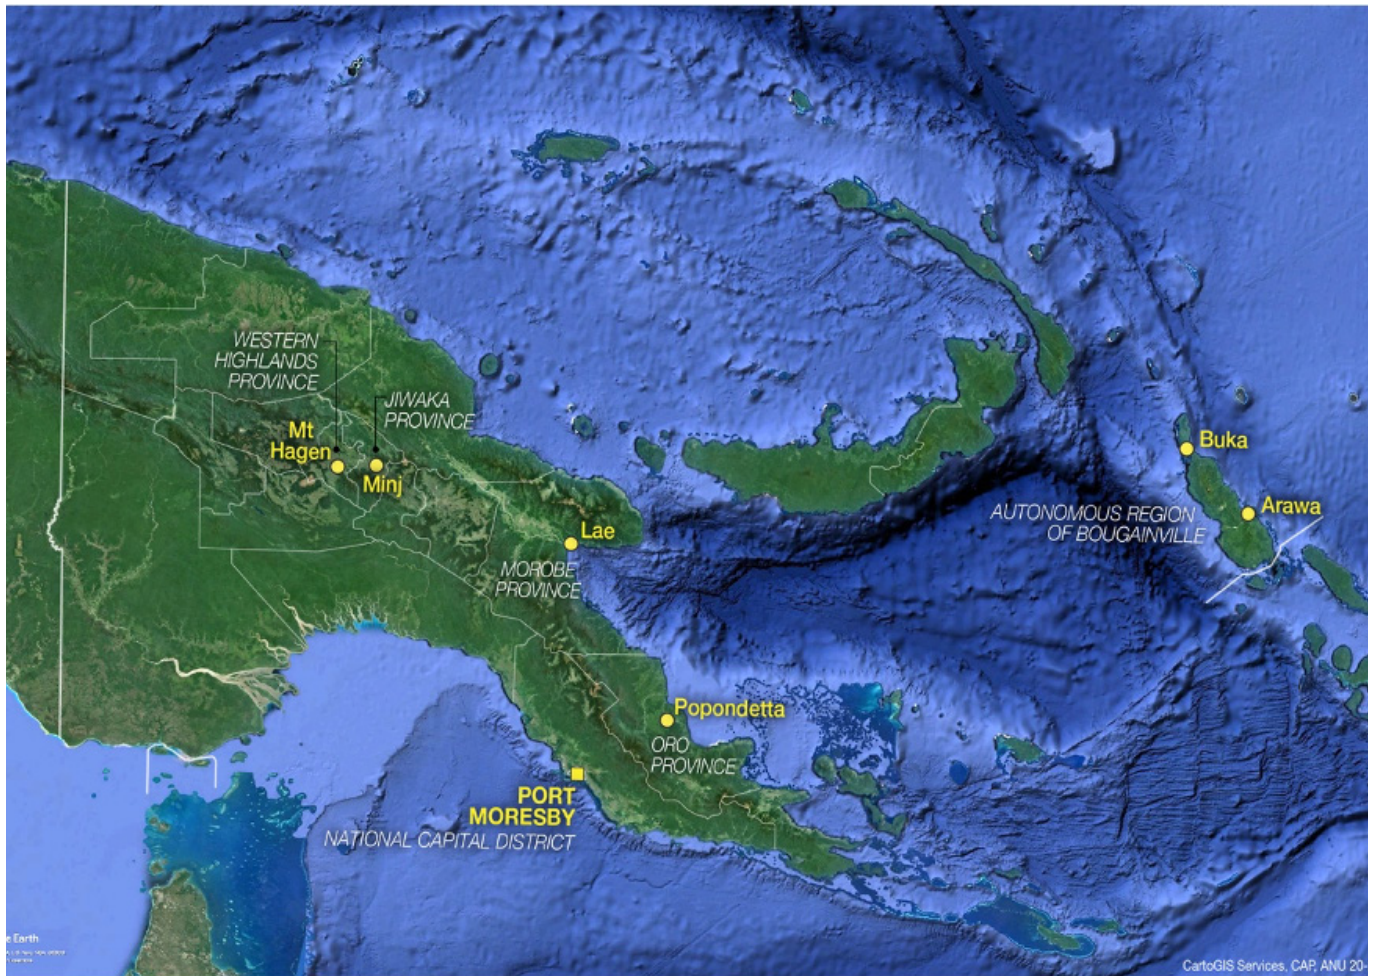 WESTERN
HIGHLANDS
PROVINCE
JIWAKA
PROVINCE
Mt
Hagen
Minj
Buka
Arawa
AUTONOMOUS REGION
OF BOUGAINVILLE
Lae
MOROBE
PROVINCE
Popondetta
ORO
PROVINCE
PORT
MORESBY
NATIONAL CAPITAL DISTRICT
e Earth
CartoGIS Services, CAP, ANU 20-